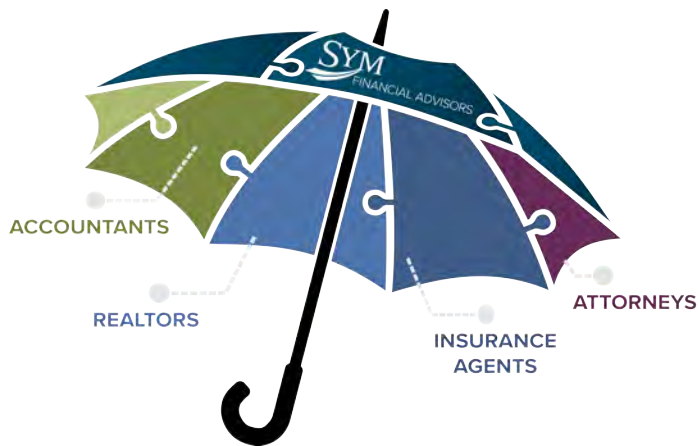 SYM
FINANCIAL ADVISORS
ACCOUNTANTS
REALTORS
INSURANCE
AGENTS
ATTORNEYS